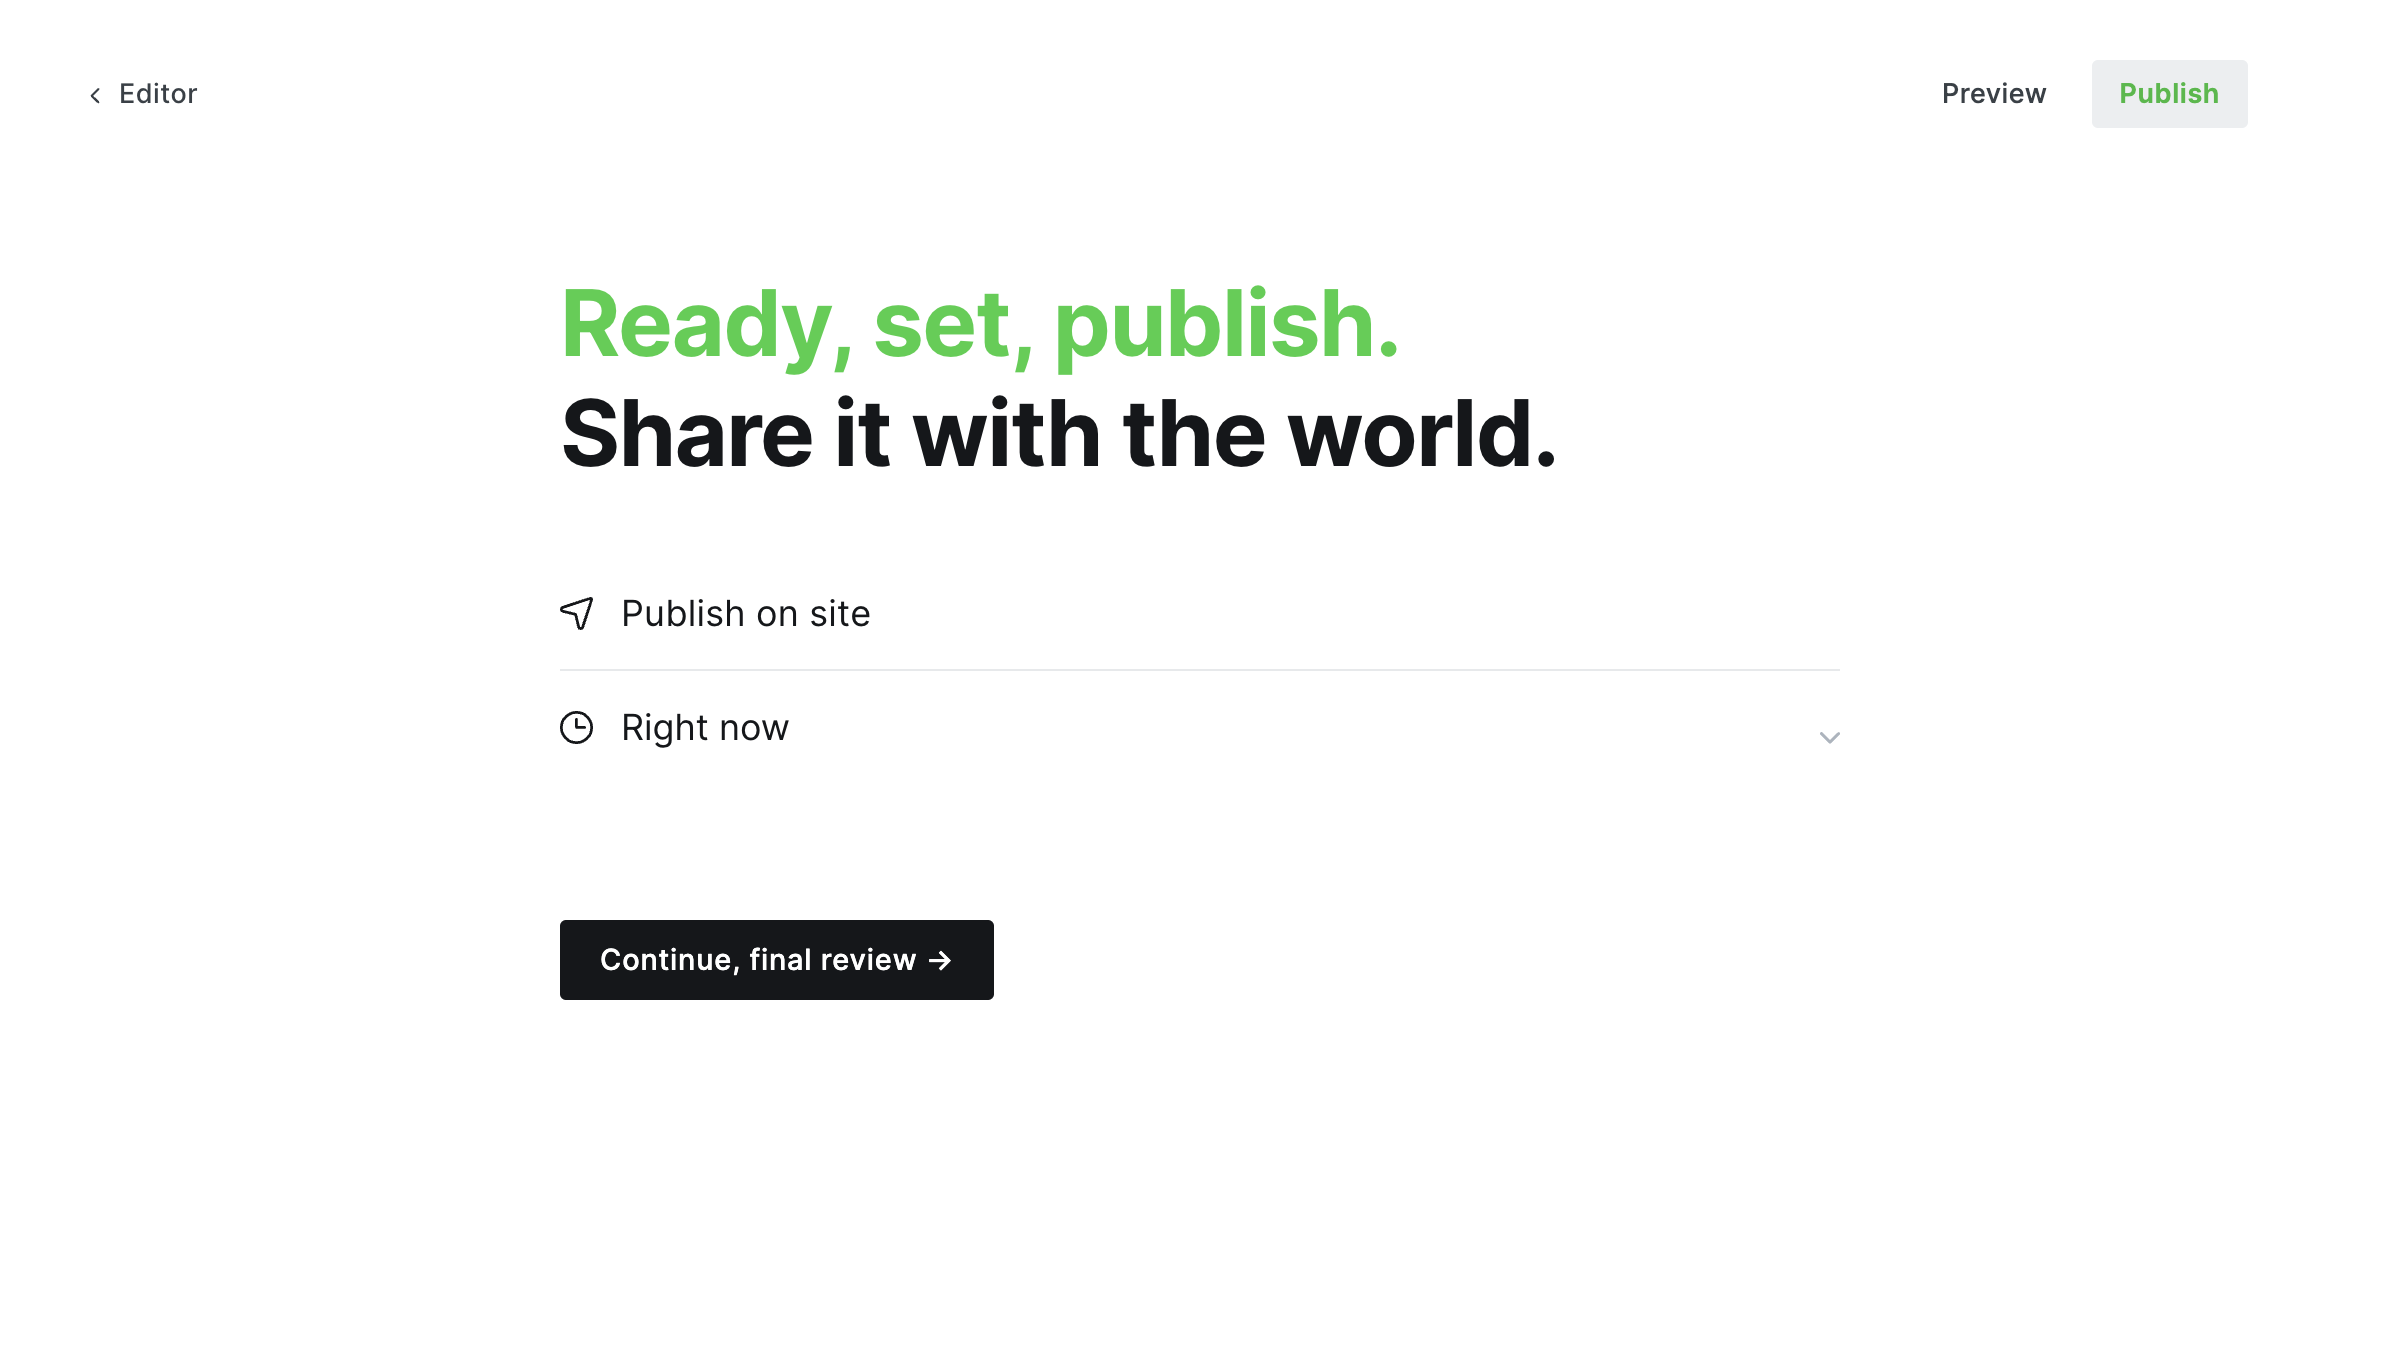 Editor
Preview
Publish
Ready, set, publish.
Share it with the world.
Publish on site
Right now
Continue, final review →